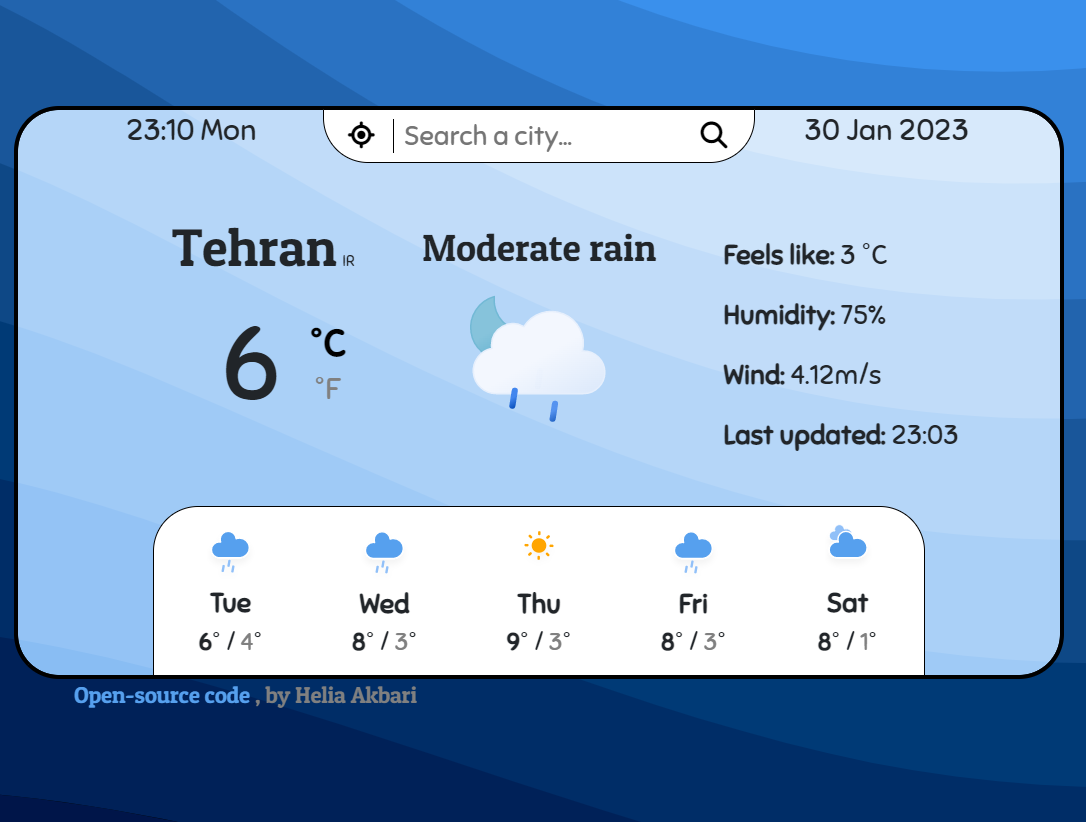 23:10 Mon
Search a city...
30 Jan 2023
Tehran IR
6
°C
°F
Moderate rain
Feels like: 3 °C
Humidity: 75%
Wind: 4.12m/s
Last updated: 23:03
Tue
6° / 4°
Wed
8° / 3°
Thu
9° / 3°
Fri
8° / 3°
Sat
8° / 1°
Open-source code , by Helia Akbari